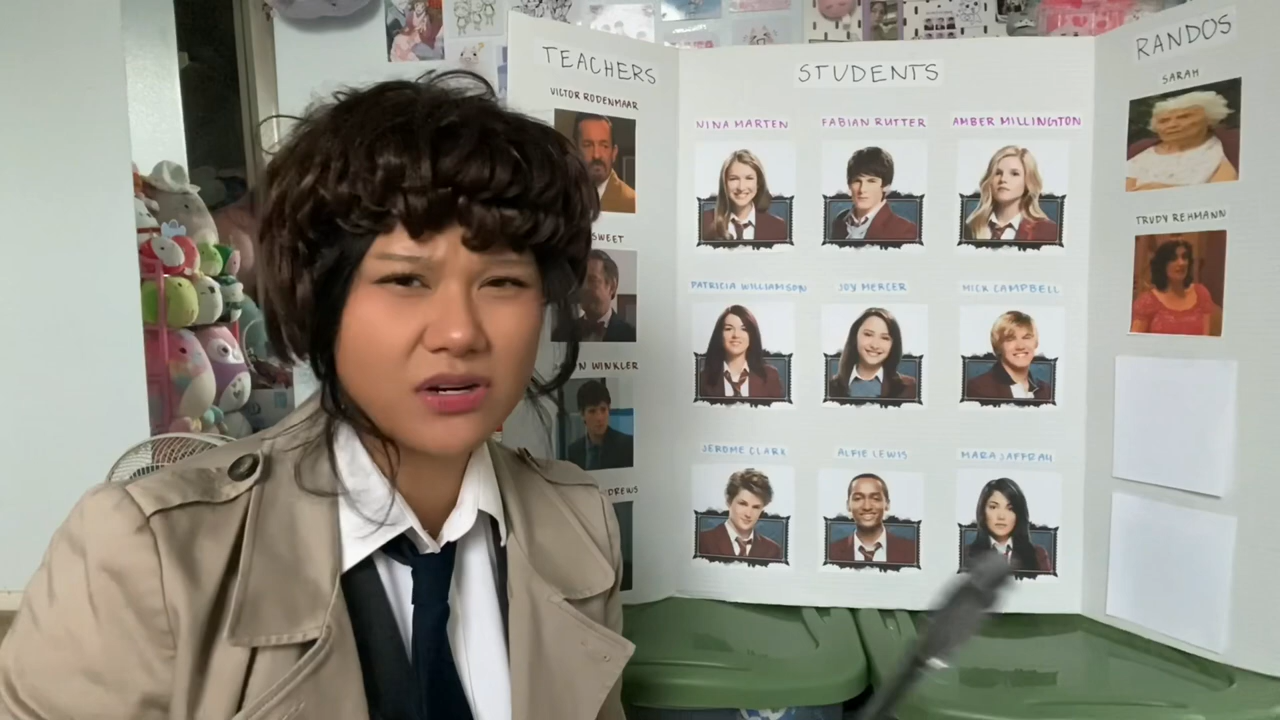 TEACHERS
VICTOR RODENMAAR
SWEET
N WINKLER
DREWS
STUDENTS
NINA MARTEN
FABIAN RUTTER
AMBER MILLINGTON
PATRICIA WILLIAMSON
JOY MERCER
MICK CAMPBELL
JEROME CLARK
ALFIE LEWIS
MARA JAFFRAY
RANDOS
SARAH
TRUDY REHMANN